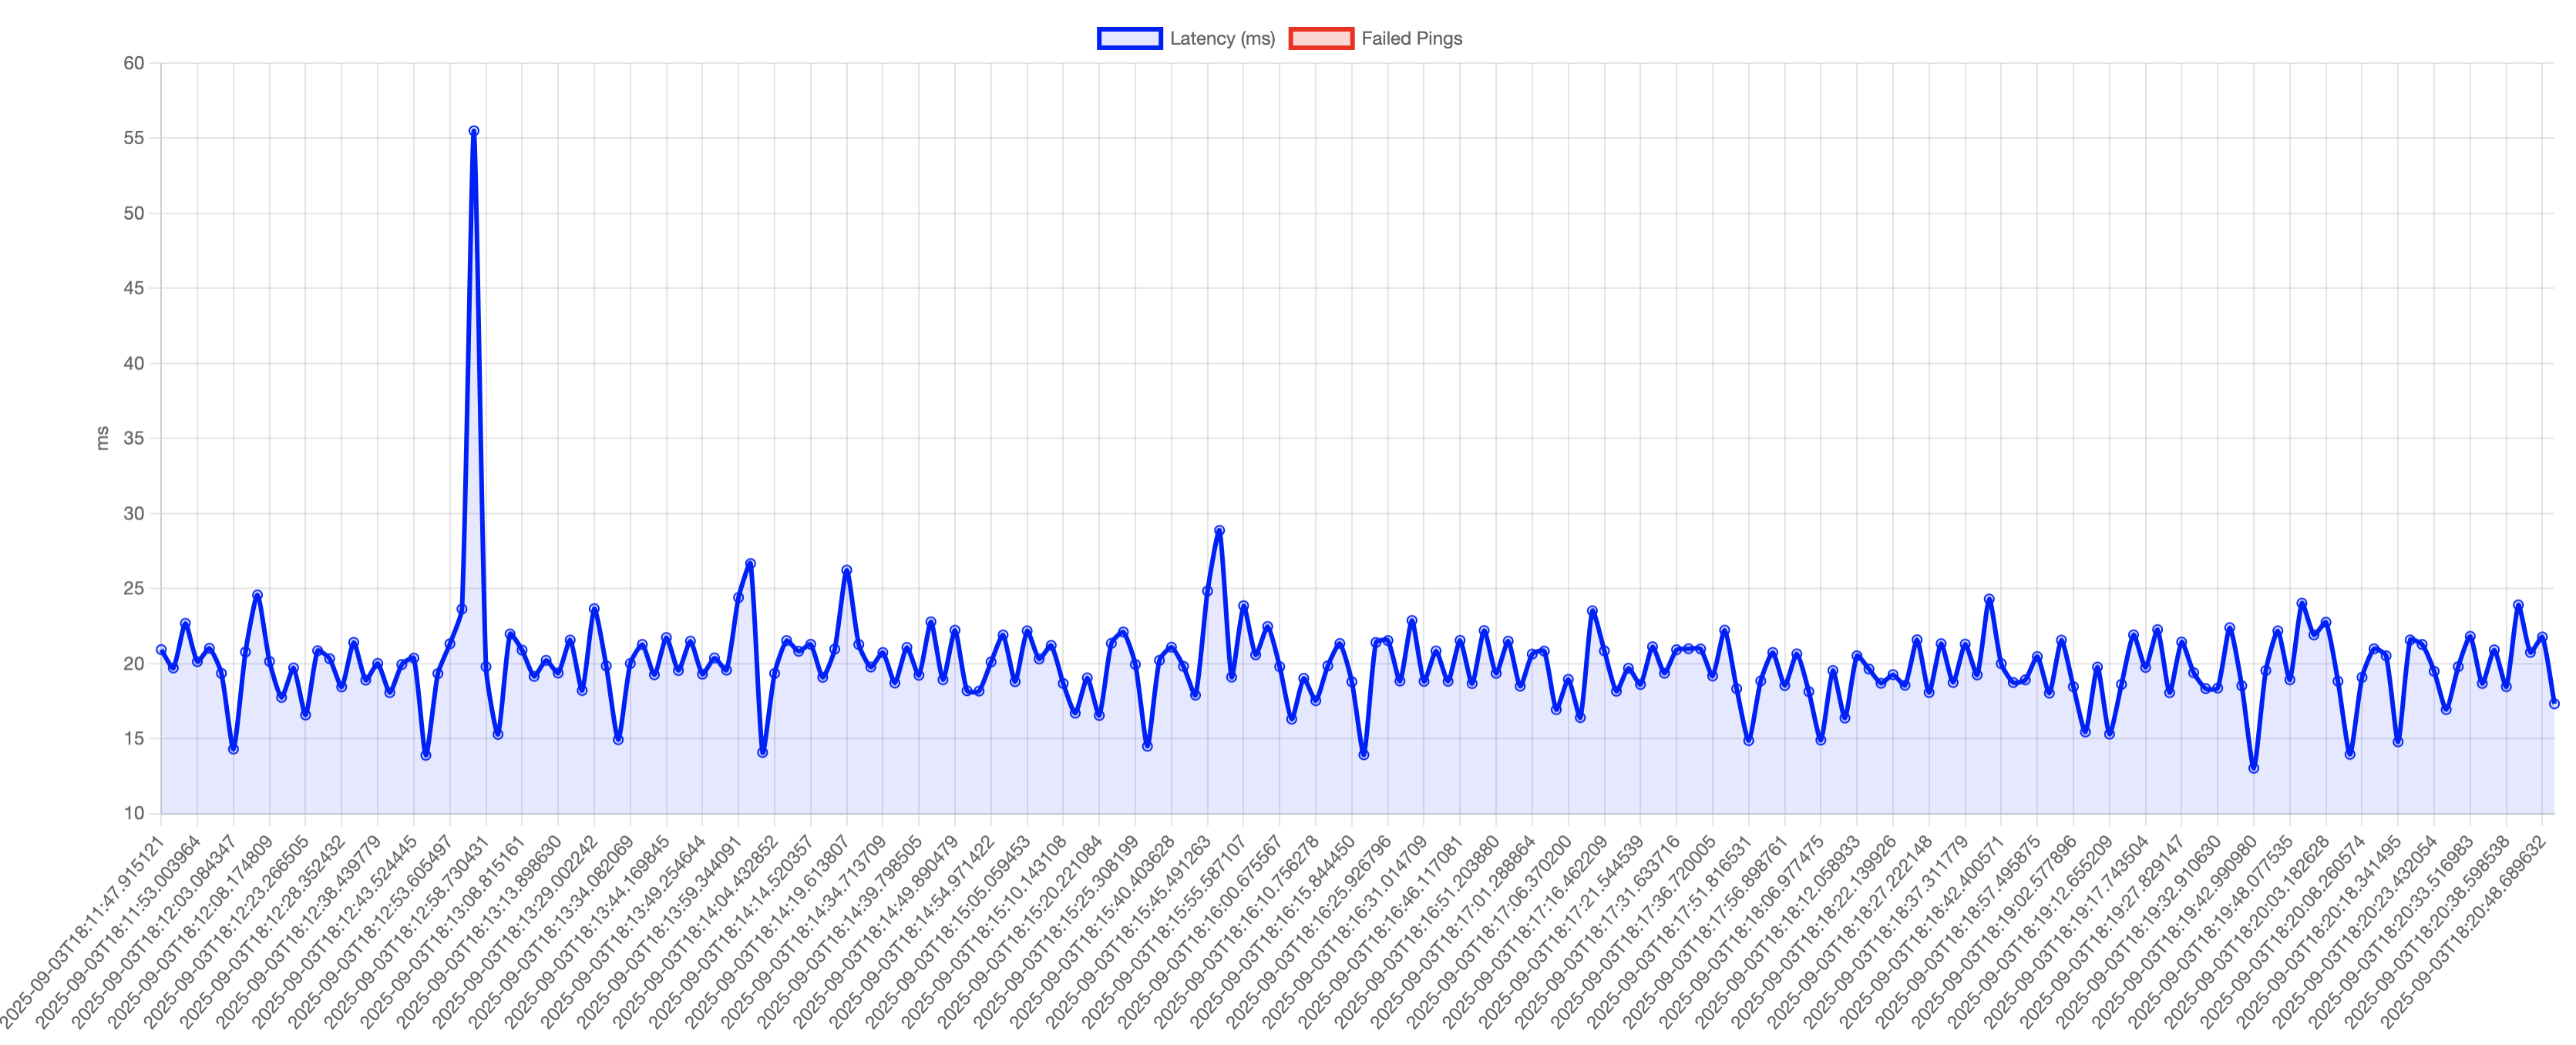 Latency (ms) Failed Pings
60
55
50
45
40
35
30
25
20
15
10
ms
2025-09-03T18:11:47.915121
2025-09-03T18:11:53.003964
2025-09-03T18:12:03.084347
2025-09-03T18:12:08.174809
2025-09-03T18:12:23.266505
2025-09-03T18:12:28.352432
2025-09-03T18:12:38.439779
2025-09-03T18:12:43.524445
2025-09-03T18:12:53.605497
2025-09-03T18:12:58.730431
2025-09-03T18:13:08.815161
2025-09-03T18:13:13.898630
2025-09-03T18:13:29.002242
2025-09-03T18:13:34.082069
2025-09-03T18:13:44.169845
2025-09-03T18:13:49.254644
2025-09-03T18:13:59.344091
2025-09-03T18:14:04.432852
2025-09-03T18:14:14.520357
2025-09-03T18:14:19.613807
2025-09-03T18:14:34.713709
2025-09-03T18:14:39.798505
2025-09-03T18:14:49.890479
2025-09-03T18:14:54.971422
2025-09-03T18:15:05.059453
2025-09-03T18:15:10.143108
2025-09-03T18:15:20.221084
2025-09-03T18:15:25.308199
2025-09-03T18:15:40.403628
2025-09-03T18:15:45.491263
2025-09-03T18:15:55.587107
2025-09-03T18:16:00.675567
2025-09-03T18:16:10.756278
2025-09-03T18:16:15.844450
2025-09-03T18:16:25.926796
2025-09-03T18:16:31.014709
2025-09-03T18:16:46.117081
2025-09-03T18:16:51.203880
2025-09-03T18:17:01.288864
2025-09-03T18:17:06.370200
2025-09-03T18:17:16.462209
2025-09-03T18:17:21.544539
2025-09-03T18:17:31.633716
2025-09-03T18:17:36.720005
2025-09-03T18:17:51.816531
2025-09-03T18:17:56.898761
2025-09-03T18:18:06.977475
2025-09-03T18:18:12.058933
2025-09-03T18:18:22.139926
2025-09-03T18:18:27.222148
2025-09-03T18:18:37.311779
2025-09-03T18:18:42.400571
2025-09-03T18:18:57.495875
2025-09-03T18:19:02.577896
2025-09-03T18:19:12.655209
2025-09-03T18:19:17.743504
2025-09-03T18:19:27.829147
2025-09-03T18:19:32.910630
2025-09-03T18:19:42.990980
2025-09-03T18:19:48.077535
2025-09-03T18:20:03.182628
2025-09-03T18:20:08.260574
2025-09-03T18:20:18.341495
2025-09-03T18:20:23.432054
2025-09-03T18:20:33.516983
2025-09-03T18:20:38.598538
2025-09-03T18:20:48.689632